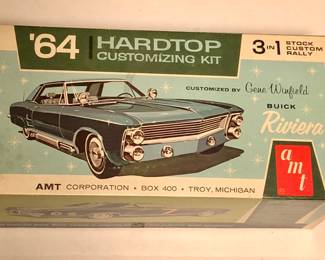 '64 HARDTOP
CUSTOMIZING KIT
3 IN 1 STOCK
CUSTOM
RALLY
CUSTOMIZED BY Gene Winfield
BUICK
Riviera
amt
AMT CORPORATION • BOX 400 • TROY, MICHIGAN